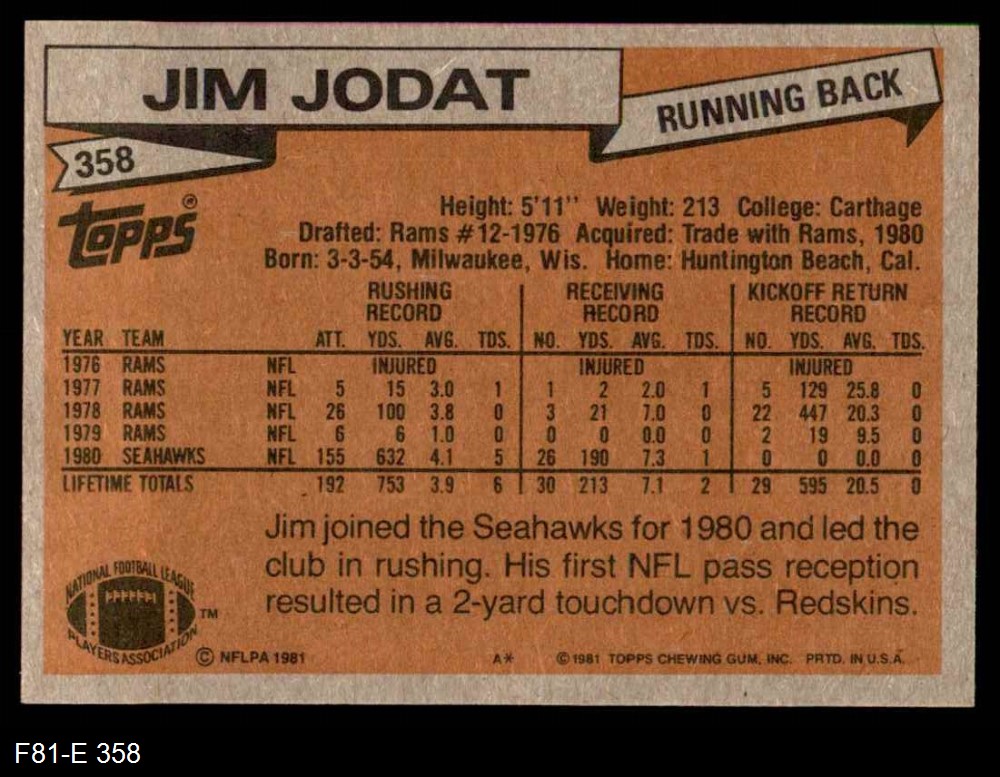 JIM JODAT
RUNNING BACK
358
Topps®
Height: 5'11" Weight: 213 College: Carthage
Drafted: Rams #12-1976 Acquired: Trade with Rams, 1980
Born: 3-3-54, Milwaukee, Wis. Home: Huntington Beach, Cal.
RUSHING RECEIVING KICKOFF RETURN
RECORD RECORD RECORD
YEAR TEAM ATT. YDS. AVG. TDS. NO. YDS. AVG. TDS. NO. YDS. AVG. TDS.
1976 RAMS NFL INJURED INJURED INJURED
1977 RAMS NFL 5 15 3.0 1 1 2 2.0 1 5 129 25.8 0
1978 RAMS NFL 26 100 3.8 0 3 21 7.0 0 22 447 20.3 0
1979 RAMS NFL 6 6 1.0 0 0 0 0.0 0 2 19 9.5 0
1980 SEAHAWKS NFL 155 632 4.1 5 26 190 7.3 1 0 0 0.0 0
LIFETIME TOTALS 192 753 3.9 6 30 213 7.1 2 29 595 20.5 0
Jim joined the Seahawks for 1980 and led the
club in rushing. His first NFL pass reception
resulted in a 2-yard touchdown vs. Redskins.
NATIONAL FOOTBALL LEAGUE
PLAYERS ASSOCIATION TM
© NFLPA 1981 A* © 1981 TOPPS CHEWING GUM, INC. PRTD. IN U.S.A.
F81-E 358